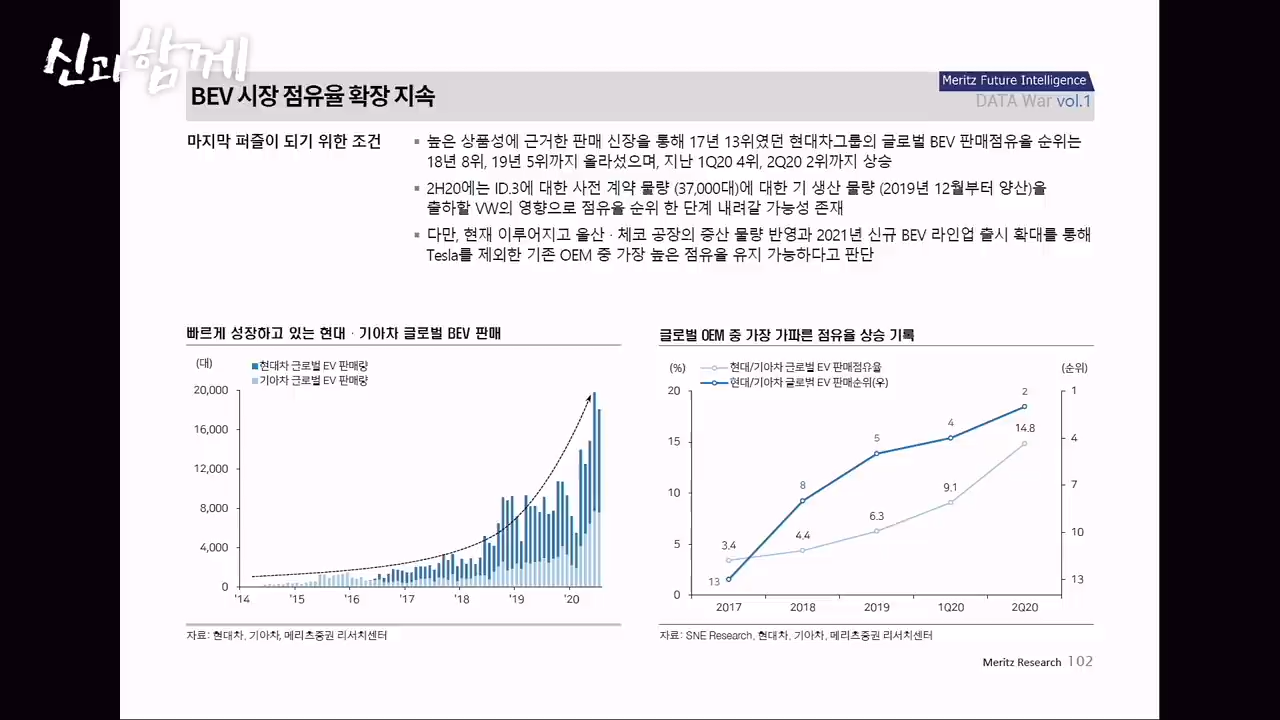 신과함께
Meritz Future Intelligence
BEV 시장 점유율 확장 지속
DATA War vol.1
마지막 퍼즐이 되기 위한 조건
▪ 높은 상품성에 근거한 판매 신장을 통해 17년 13위였던 현대차그룹의 글로벌 BEV 판매점유율 순위는
18년 8위, 19년 5위까지 올라섰으며, 지난 1Q20 4위, 2Q20 2위까지 상승
▪ 2H20에는 ID.3에 대한 사전 계약 물량 (37,000대)에 대한 기 생산 물량 (2019년 12월부터 양산)을
출하할 VW의 영향으로 점유율 순위 한 단계 내려갈 가능성 존재
▪ 다만, 현재 이루어지고 울산 · 체코 공장의 증산 물량 반영과 2021년 신규 BEV 라인업 출시 확대를 통해
Tesla를 제외한 기존 OEM 중 가장 높은 점유율 유지 가능하다고 판단
빠르게 성장하고 있는 현대 · 기아차 글로벌 BEV 판매
(대)
현대차 글로벌 EV 판매량
기아차 글로벌 EV 판매량
20,000
16,000
12,000
8,000
4,000
0
'14 '15 '16 '17 '18 '19 '20
자료: 현대차, 기아차, 메리츠증권 리서치센터
글로벌 OEM 중 가장 가파른 점유율 상승 기록
(%)
현대/기아차 글로벌 EV 판매점유율
현대/기아차 글로벌 EV 판매순위(우)
(순위)
20
15
10
5
0
3.4
4.4
6.3
9.1
14.8
13
8
5
4
2
1
4
7
10
13
2017 2018 2019 1Q20 2Q20
자료: SNE Research, 현대차, 기아차, 메리츠증권 리서치센터
Meritz Research 102